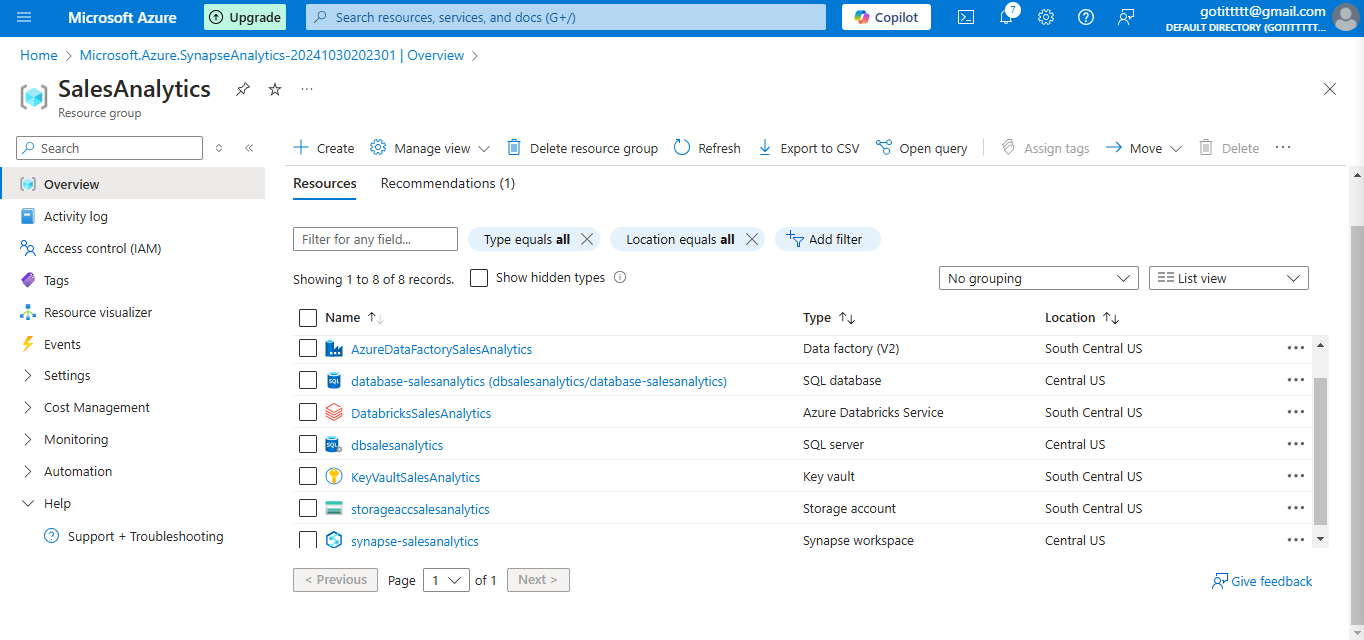 Microsoft Azure
Upgrade
Search resources, services, and docs (G+/)
Copilot
7
gotittttt@gmail.com
DEFAULT DIRECTORY (GOTITTTTT...
Home > Microsoft.Azure.SynapseAnalytics-20241030202301 | Overview >
SalesAnalytics
Resource group
Search
Create
Manage view
Delete resource group
Refresh
Export to CSV
Open query
Assign tags
Move
Delete
Overview
Activity log
Access control (IAM)
Tags
Resource visualizer
Events
Settings
Cost Management
Monitoring
Automation
Help
Support + Troubleshooting
Resources
Recommendations (1)
Filter for any field...
Type equals all
Location equals all
Add filter
Showing 1 to 8 of 8 records.
Show hidden types
No grouping
List view
Name Type Location
AzureDataFactorySalesAnalytics Data factory (V2) South Central US
database-salesanalytics (dbsalesanalytics/database-salesanalytics) SQL database Central US
DatabricksSalesAnalytics Azure Databricks Service South Central US
dbsalesanalytics SQL server Central US
KeyVaultSalesAnalytics Key vault South Central US
storageaccsalesanalytics Storage account South Central US
synapse-salesanalytics Synapse workspace Central US
< Previous Page 1 of 1 Next >
Give feedback